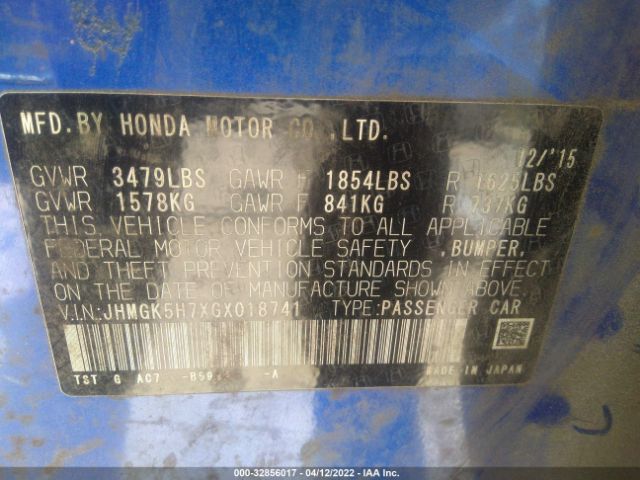 MFD.BY HONDA MOTOR CO.,LTD.
12/'15
GVWR 3479LBS GAWR F 1854LBS R 1625LBS
GVWR 1578KG GAWR F 841KG R 737KG
THIS VEHICLE CONFORMS TO ALL APPLICABLE
FEDERAL MOTOR VEHICLE SAFETY ,BUMPER,
AND THEFT PREVENTION STANDARDS IN EFFECT
ON THE DATE OF MANUFACTURE SHOWN ABOVE.
V.I.N:JHMGK5H7XGX018741 TYPE:PASSENGER CAR
G AC7 -A
MADE IN JAPAN
000-32856017 - 04/12/2022 - IAA Inc.